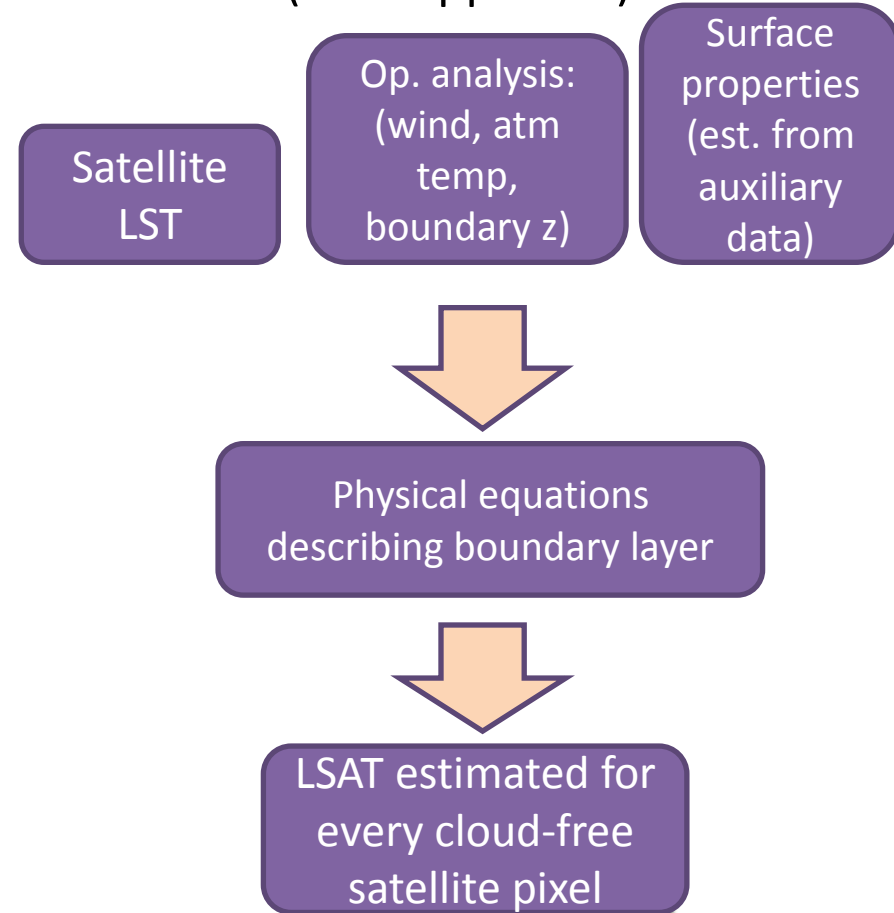 Satellite
LST
Op. analysis:
(wind, atm
temp,
boundary z)
Surface
properties
(est. from
auxiliary
data)
Physical equations
describing boundary layer
LSAT estimated for
every cloud-free
satellite pixel